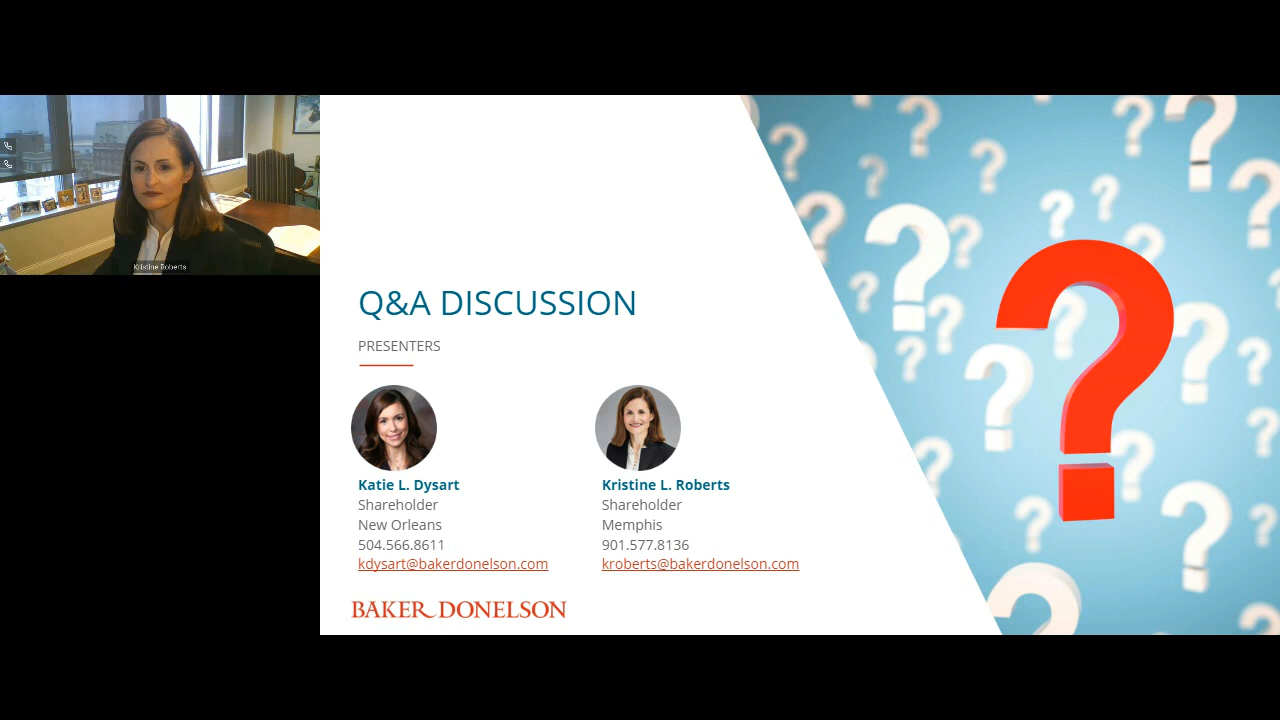 Kristine Roberts
Q&A DISCUSSION
PRESENTERS
Katie L. Dysart
Shareholder
New Orleans
504.566.8611
kdysart@bakerdonelson.com
Kristine L. Roberts
Shareholder
Memphis
901.577.8136
kroberts@bakerdonelson.com
BAKER DONELSON